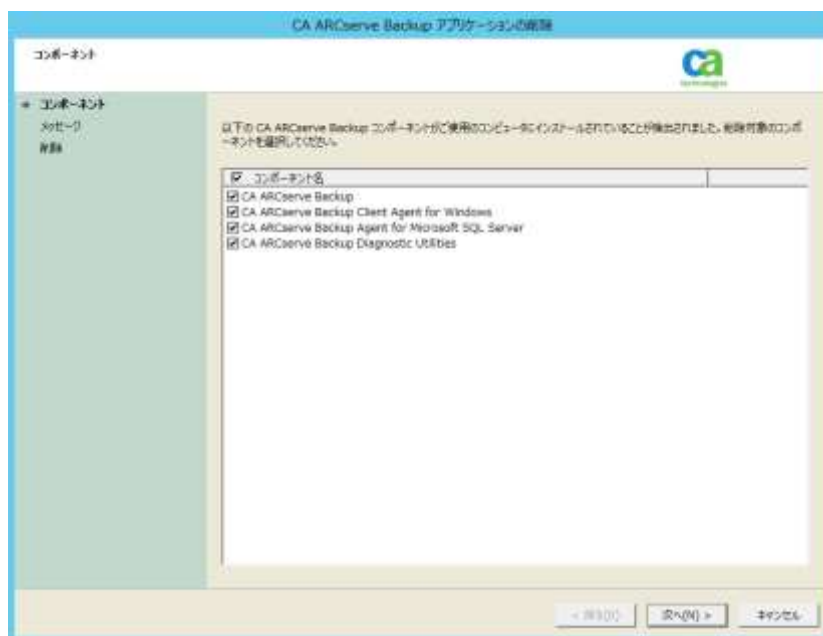 CA ARCserve Backup アプリケーションの削除
コンポーネント
ca
technologies
コンポーネント
メッセージ
削除
以下の CA ARCserve Backup コンポーネントがご使用のコンピュータにインストールされていることが検出されました。削除対象のコンポ
ーネントを選択してください。
コンポーネント名
CA ARCserve Backup
CA ARCserve Backup Client Agent for Windows
CA ARCserve Backup Agent for Microsoft SQL Server
CA ARCserve Backup Diagnostic Utilities
< 戻る(B)
次へ(N) >
キャンセル